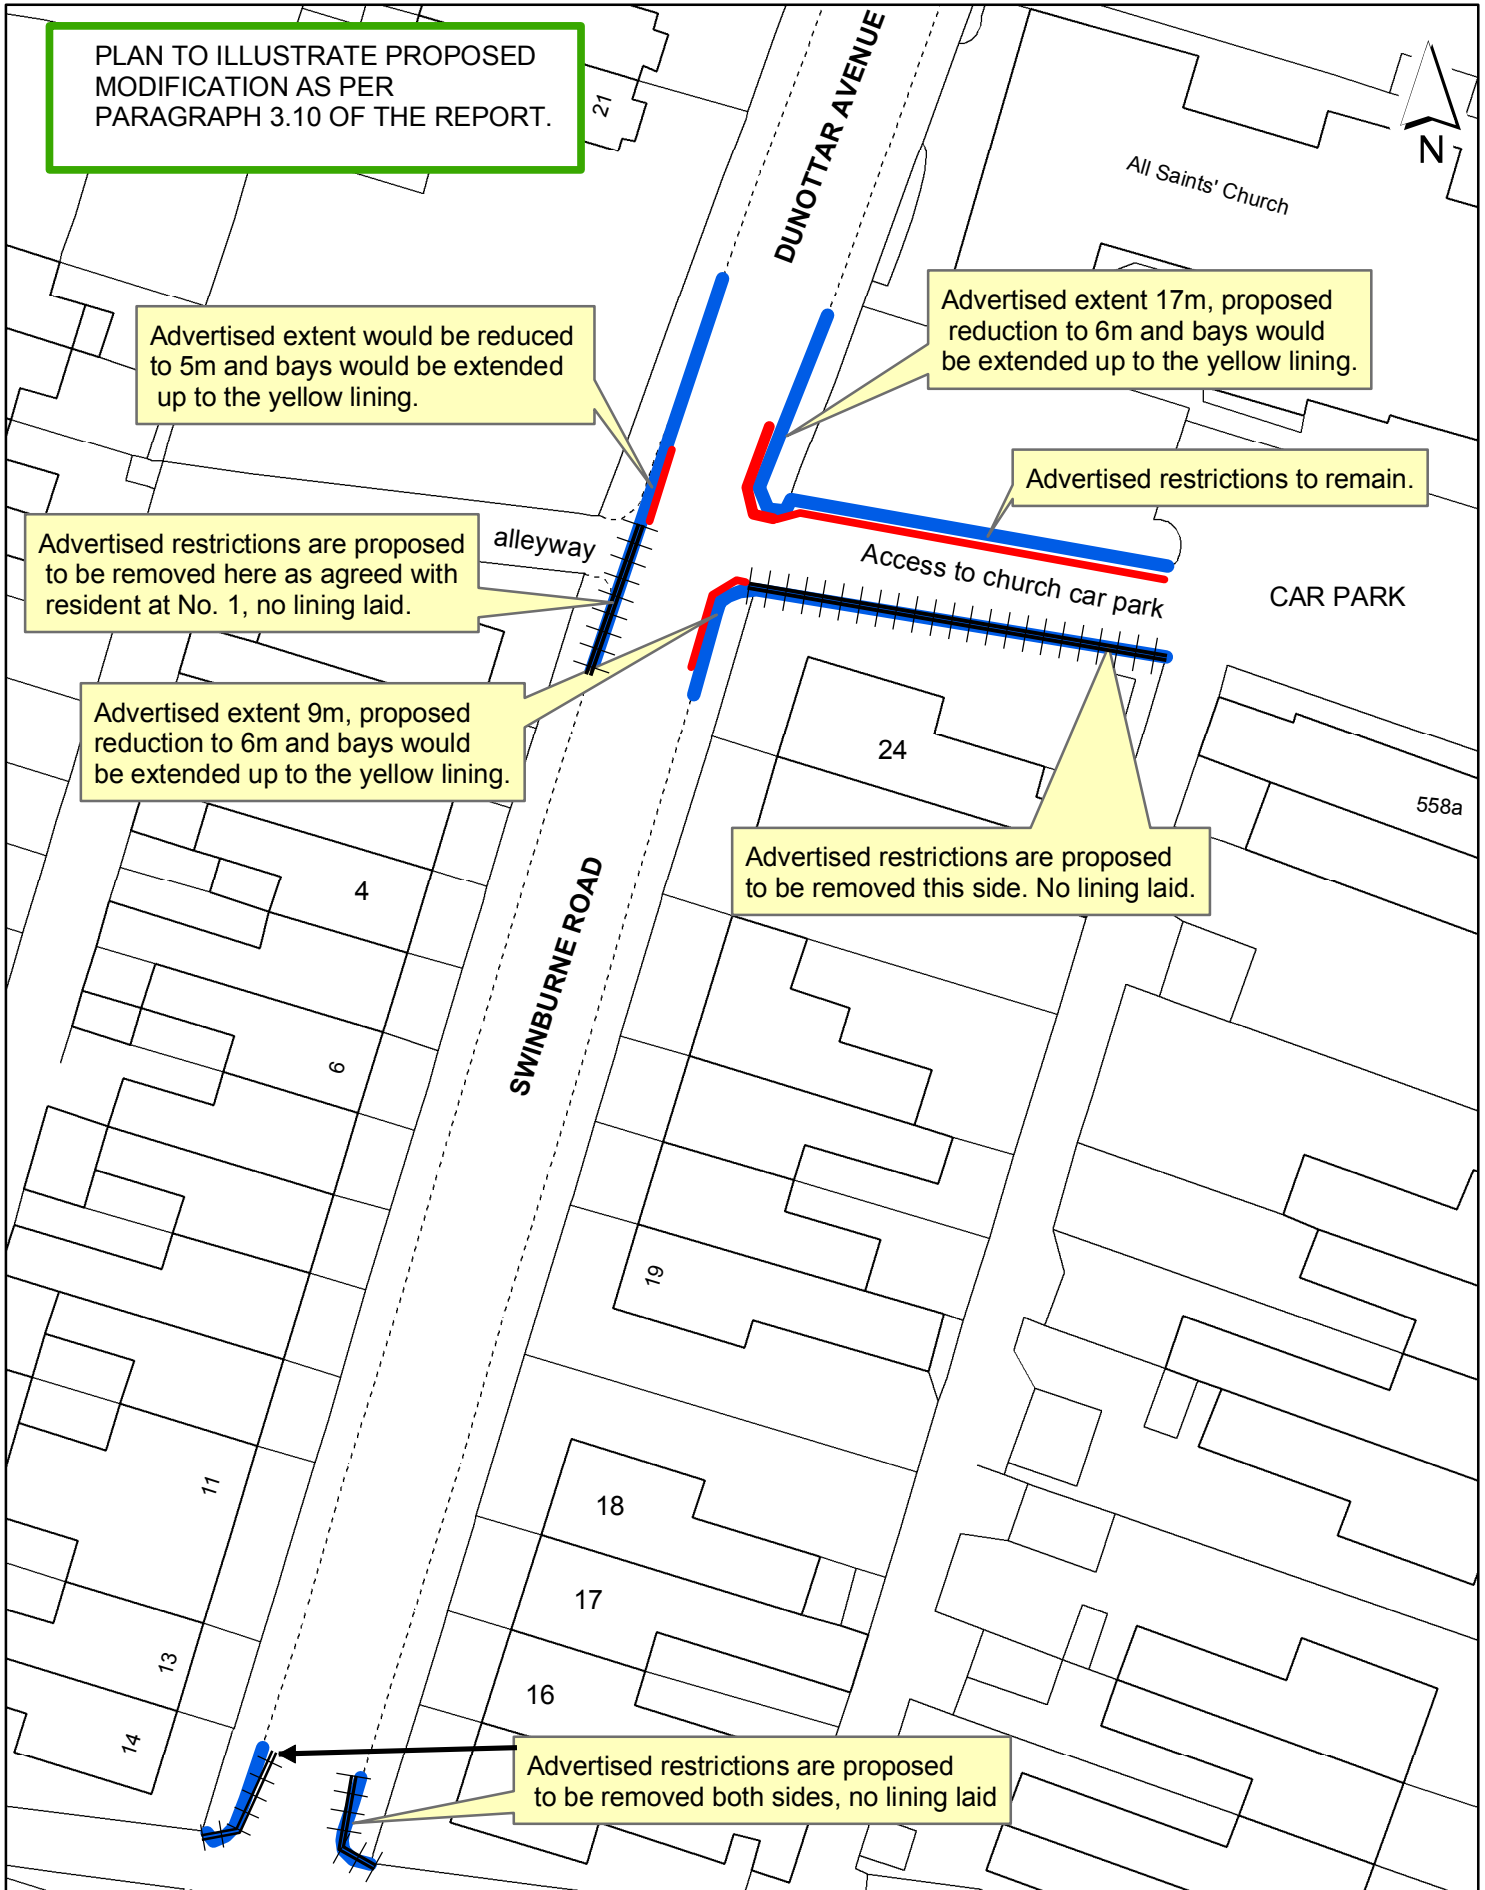 PLAN TO ILLUSTRATE PROPOSED
MODIFICATION AS PER
PARAGRAPH 3.10 OF THE REPORT.
21
DUNOTTAR AVENUE
N
All Saints' Church
Advertised extent 17m, proposed
reduction to 6m and bays would
be extended up to the yellow lining.
Advertised extent would be reduced
to 5m and bays would be extended
up to the yellow lining.
Advertised restrictions to remain.
alleyway
Advertised restrictions are proposed
to be removed here as agreed with
resident at No. 1, no lining laid.
Access to church car park
CAR PARK
Advertised extent 9m, proposed
reduction to 6m and bays would
be extended up to the yellow lining.
24
558a
Advertised restrictions are proposed
to be removed this side. No lining laid.
4
SWINBURNE ROAD
6
19
11
18
17
13
16
14
Advertised restrictions are proposed
to be removed both sides, no lining laid